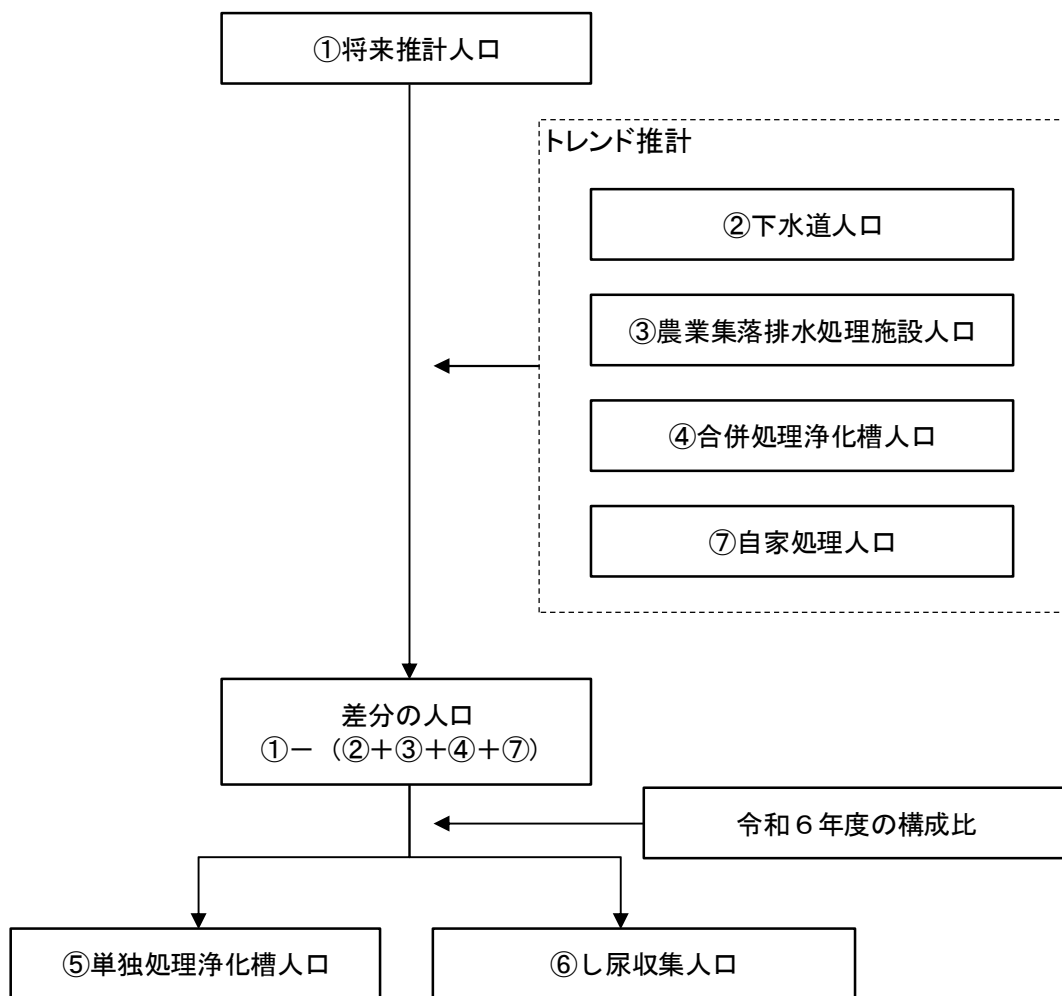 ①将来推計人口
トレンド推計
②下水道人口
③農業集落排水処理施設人口
④合併処理浄化槽人口
⑦自家処理人口
差分の人口
①－（②＋③＋④＋⑦）
令和６年度の構成比
⑤単独処理浄化槽人口
⑥し尿収集人口